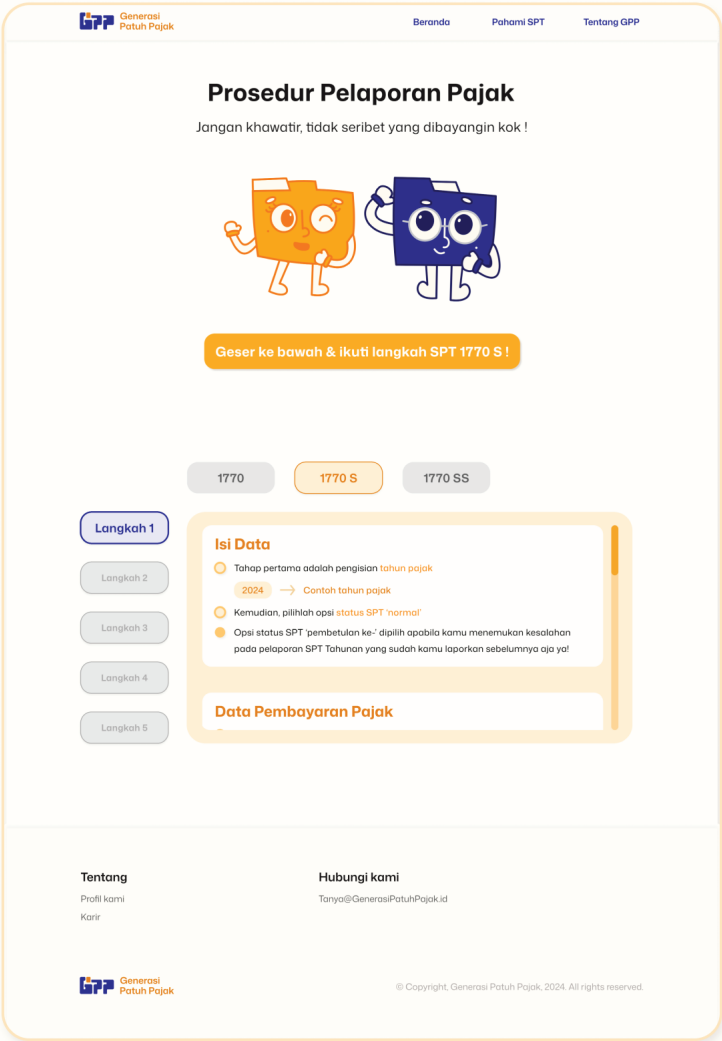 GPP Generasi
Patuh Pajak
Beranda
Pahami SPT
Tentang GPP
Prosedur Pelaporan Pajak
Jangan khawatir, tidak seribet yang dibayangin kok !
Geser ke bawah & ikuti langkah SPT 1770 S !
1770
1770 S
1770 SS
Langkah 1
Langkah 2
Langkah 3
Langkah 4
Langkah 5
Isi Data
Tahap pertama adalah pengisian tahun pajak
2024 → Contoh tahun pajak
Kemudian, pilihlah opsi status SPT ‘normal’
Opsi status SPT ‘pembetulan ke-’ dipilih apabila kamu menemukan kesalahan
pada pelaporan SPT Tahunan yang sudah kamu laporkan sebelumnya aja ya!
Data Pembayaran Pajak
Tentang
Profil kami
Karir
Hubungi kami
Tanya@GenerasiPatuhPajak.id
GPP Generasi
Patuh Pajak
© Copyright, Generasi Patuh Pajak, 2024. All rights reserved.